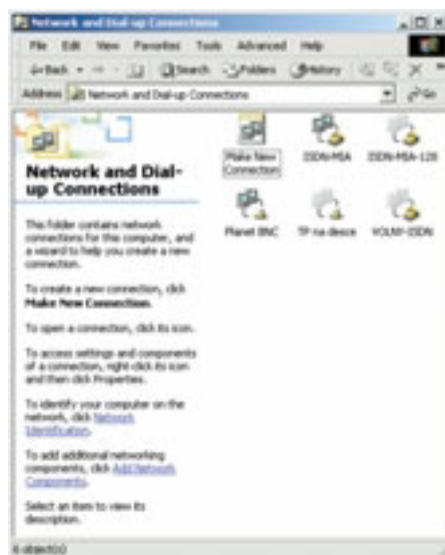 Network and Dial-up Connections
File Edit View Favorites Tools Advanced Help
Back Search Folders History
Address Network and Dial-up Connections Go
Make New
Connection
ISDN-MSA
ISDN-MSA-128
Planet BNC
TP na desce
VOLNY-ISDN
Network and Dial-
up Connections
This folder contains network
connections for this computer, and
a wizard to help you create a new
connection.
To create a new connection, click
Make New Connection.
To open a connection, click its icon.
To access settings and components
of a connection, right-click its icon
and then click Properties.
To identify your computer on the
network, click Network
Identification.
To add additional networking
components, click Add Network
Components.
Select an item to view its
description.
6 object(s)